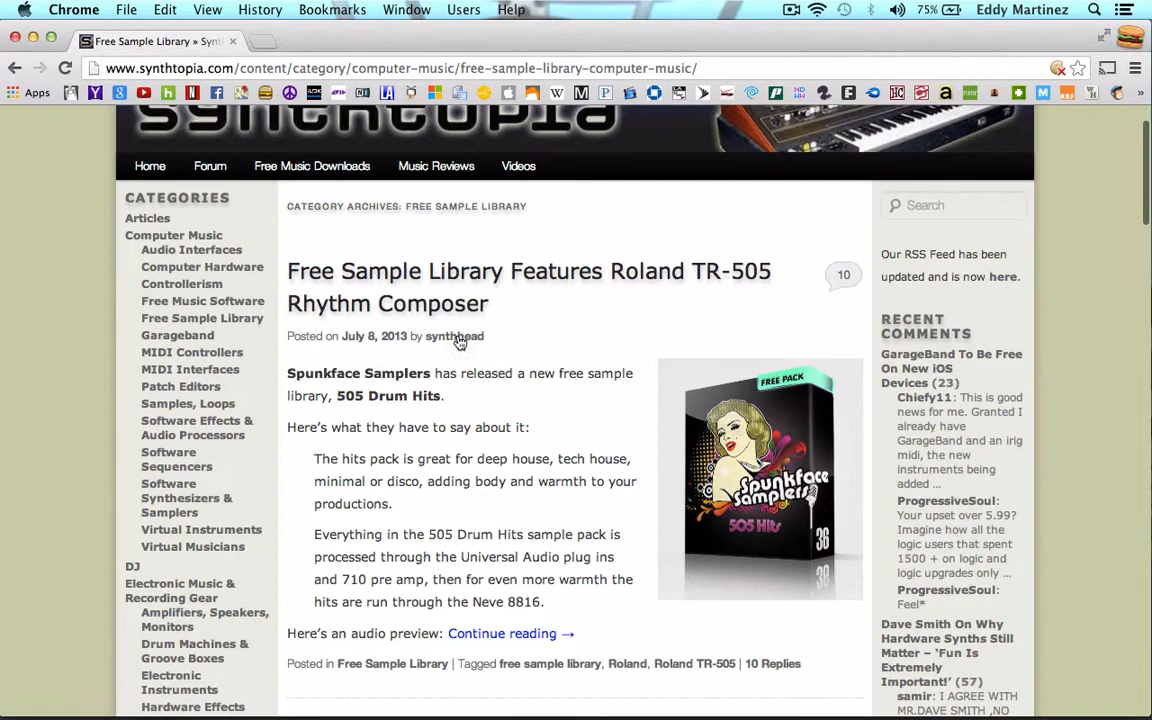 Chrome File Edit View History Bookmarks Window Users Help 75% Eddy Martinez
Free Sample Library » Synt
www.synthtopia.com/content/category/computer-music/free-sample-library-computer-music/
Apps
synthtopia
Home Forum Free Music Downloads Music Reviews Videos
CATEGORIES
Articles
Computer Music
Audio Interfaces
Computer Hardware
Controllerism
Free Music Software
Free Sample Library
Garageband
MIDI Controllers
MIDI Interfaces
Patch Editors
Samples, Loops
Software Effects &
Audio Processors
Software
Sequencers
Software
Synthesizers &
Samplers
Virtual Instruments
Virtual Musicians
DJ
Electronic Music &
Recording Gear
Amplifiers, Speakers,
Monitors
Drum Machines &
Groove Boxes
Electronic
Instruments
Hardware Effects
CATEGORY ARCHIVES: FREE SAMPLE LIBRARY
Free Sample Library Features Roland TR-505
Rhythm Composer
10
Posted on July 8, 2013 by synthhead
Spunkface Samplers has released a new free sample
library, 505 Drum Hits.
Here's what they have to say about it:
The hits pack is great for deep house, tech house,
minimal or disco, adding body and warmth to your
productions.
Everything in the 505 Drum Hits sample pack is
processed through the Universal Audio plug ins
and 710 pre amp, then for even more warmth the
hits are run through the Neve 8816.
Here's an audio preview: Continue reading →
Posted in Free Sample Library | Tagged free sample library, Roland, Roland TR-505 | 10 Replies
FREE PACK
Spunkface
Samplers
505 Hits
36
Search
Our RSS Feed has been
updated and is now here.
RECENT
COMMENTS
GarageBand To Be Free
On New iOS
Devices (23)
Chiefy11: This is good
news for me. Granted I
already have
GarageBand and an irig
midi, the new
instruments being
added ...
ProgressiveSoul:
Your upset over 5.99?
Imagine how all the
logic users that spent
1500 + on logic and
logic upgrades only ...
ProgressiveSoul:
Feel*
Dave Smith On Why
Hardware Synths Still
Matter – 'Fun Is
Extremely
Important!' (57)
samir: I AGREE WITH
MR.DAVE SMITH ,NO